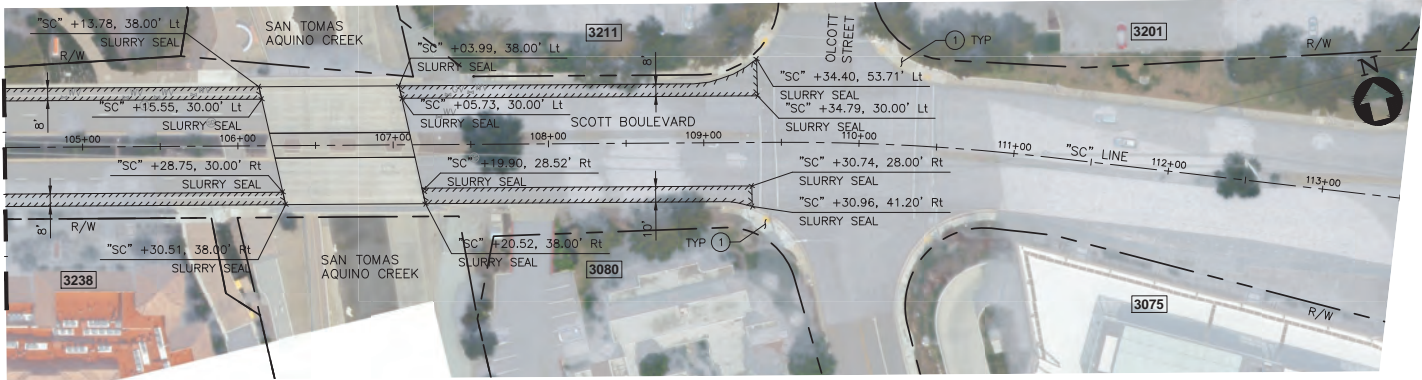 "SC" +13.78, 38.00' Lt
SLURRY SEAL
R/W
SAN TOMAS
AQUINO CREEK
"SC" +03.99, 38.00' Lt
SLURRY SEAL
3211
8'
OLCOTT
STREET
1 TYP
3201
R/W
N
"SC" +34.40, 53.71' Lt
SLURRY SEAL
"SC" +15.55, 30.00' Lt
SLURRY SEAL
8'
"SC" +05.73, 30.00' Lt
SLURRY SEAL
"SC" +34.79, 30.00' Lt
SLURRY SEAL
SCOTT BOULEVARD
105+00
106+00
107+00
108+00
109+00
110+00
111+00
"SC" LINE
112+00
113+00
"SC" +28.75, 30.00' Rt
SLURRY SEAL
"SC" +19.90, 28.52' Rt
SLURRY SEAL
"SC" +30.74, 28.00' Rt
SLURRY SEAL
"SC" +30.96, 41.20' Rt
SLURRY SEAL
8'
R/W
"SC" +30.51, 38.00' Rt
SLURRY SEAL
"SC" +20.52, 38.00' Rt
SLURRY SEAL
10'
TYP 1
SAN TOMAS
AQUINO CREEK
3238
3080
3075
R/W